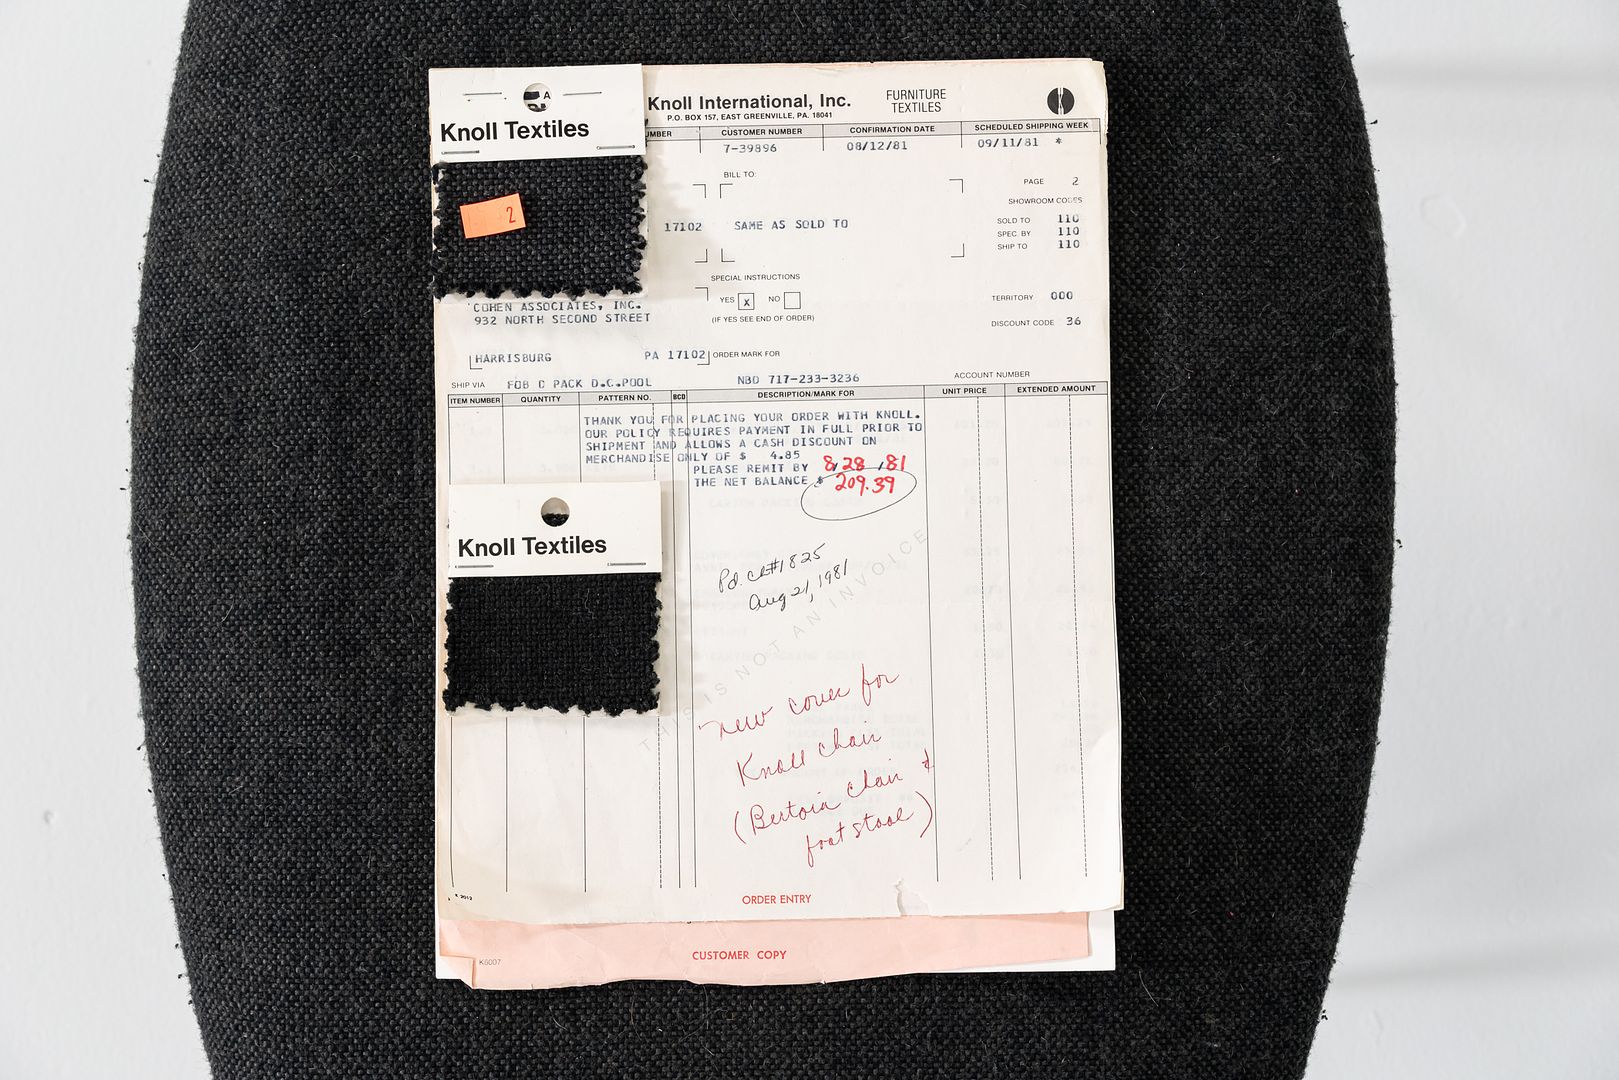 A
Knoll Textiles
2
Knoll International, Inc.
P.O. BOX 157, EAST GREENVILLE, PA. 18041
FURNITURE
TEXTILES
CUSTOMER NUMBER
CONFIRMATION DATE
SCHEDULED SHIPPING WEEK
7-39896
08/12/81
09/11/81 *
BILL TO:
PAGE 2
SHOWROOM CODES
17102
SAME AS SOLD TO
SOLD TO 110
SPEC. BY 110
SHIP TO 110
SPECIAL INSTRUCTIONS
YES X NO
(IF YES SEE END OF ORDER)
TERRITORY 000
DISCOUNT CODE 36
COHEN ASSOCIATES, INC.
932 NORTH SECOND STREET
HARRISBURG PA 17102
ORDER MARK FOR
SHIP VIA FOB D PACK D.C.POOL
NBD 717-233-3236
ACCOUNT NUMBER
ITEM NUMBER QUANTITY PATTERN NO. BCD DESCRIPTION/MARK FOR UNIT PRICE EXTENDED AMOUNT
THANK YOU FOR PLACING YOUR ORDER WITH KNOLL.
OUR POLICY REQUIRES PAYMENT IN FULL PRIOR TO
SHIPMENT AND ALLOWS A CASH DISCOUNT ON
MERCHANDISE ONLY OF $ 4.85
PLEASE REMIT BY 8/28/81
THE NET BALANCE $ 209.39
Knoll Textiles
Pd. ck#1825
Aug 21, 1981
THIS IS NOT AN INVOICE
new cover for
Knoll chair
(Bertoia chair &
foot stool)
ORDER ENTRY
K6007
CUSTOMER COPY